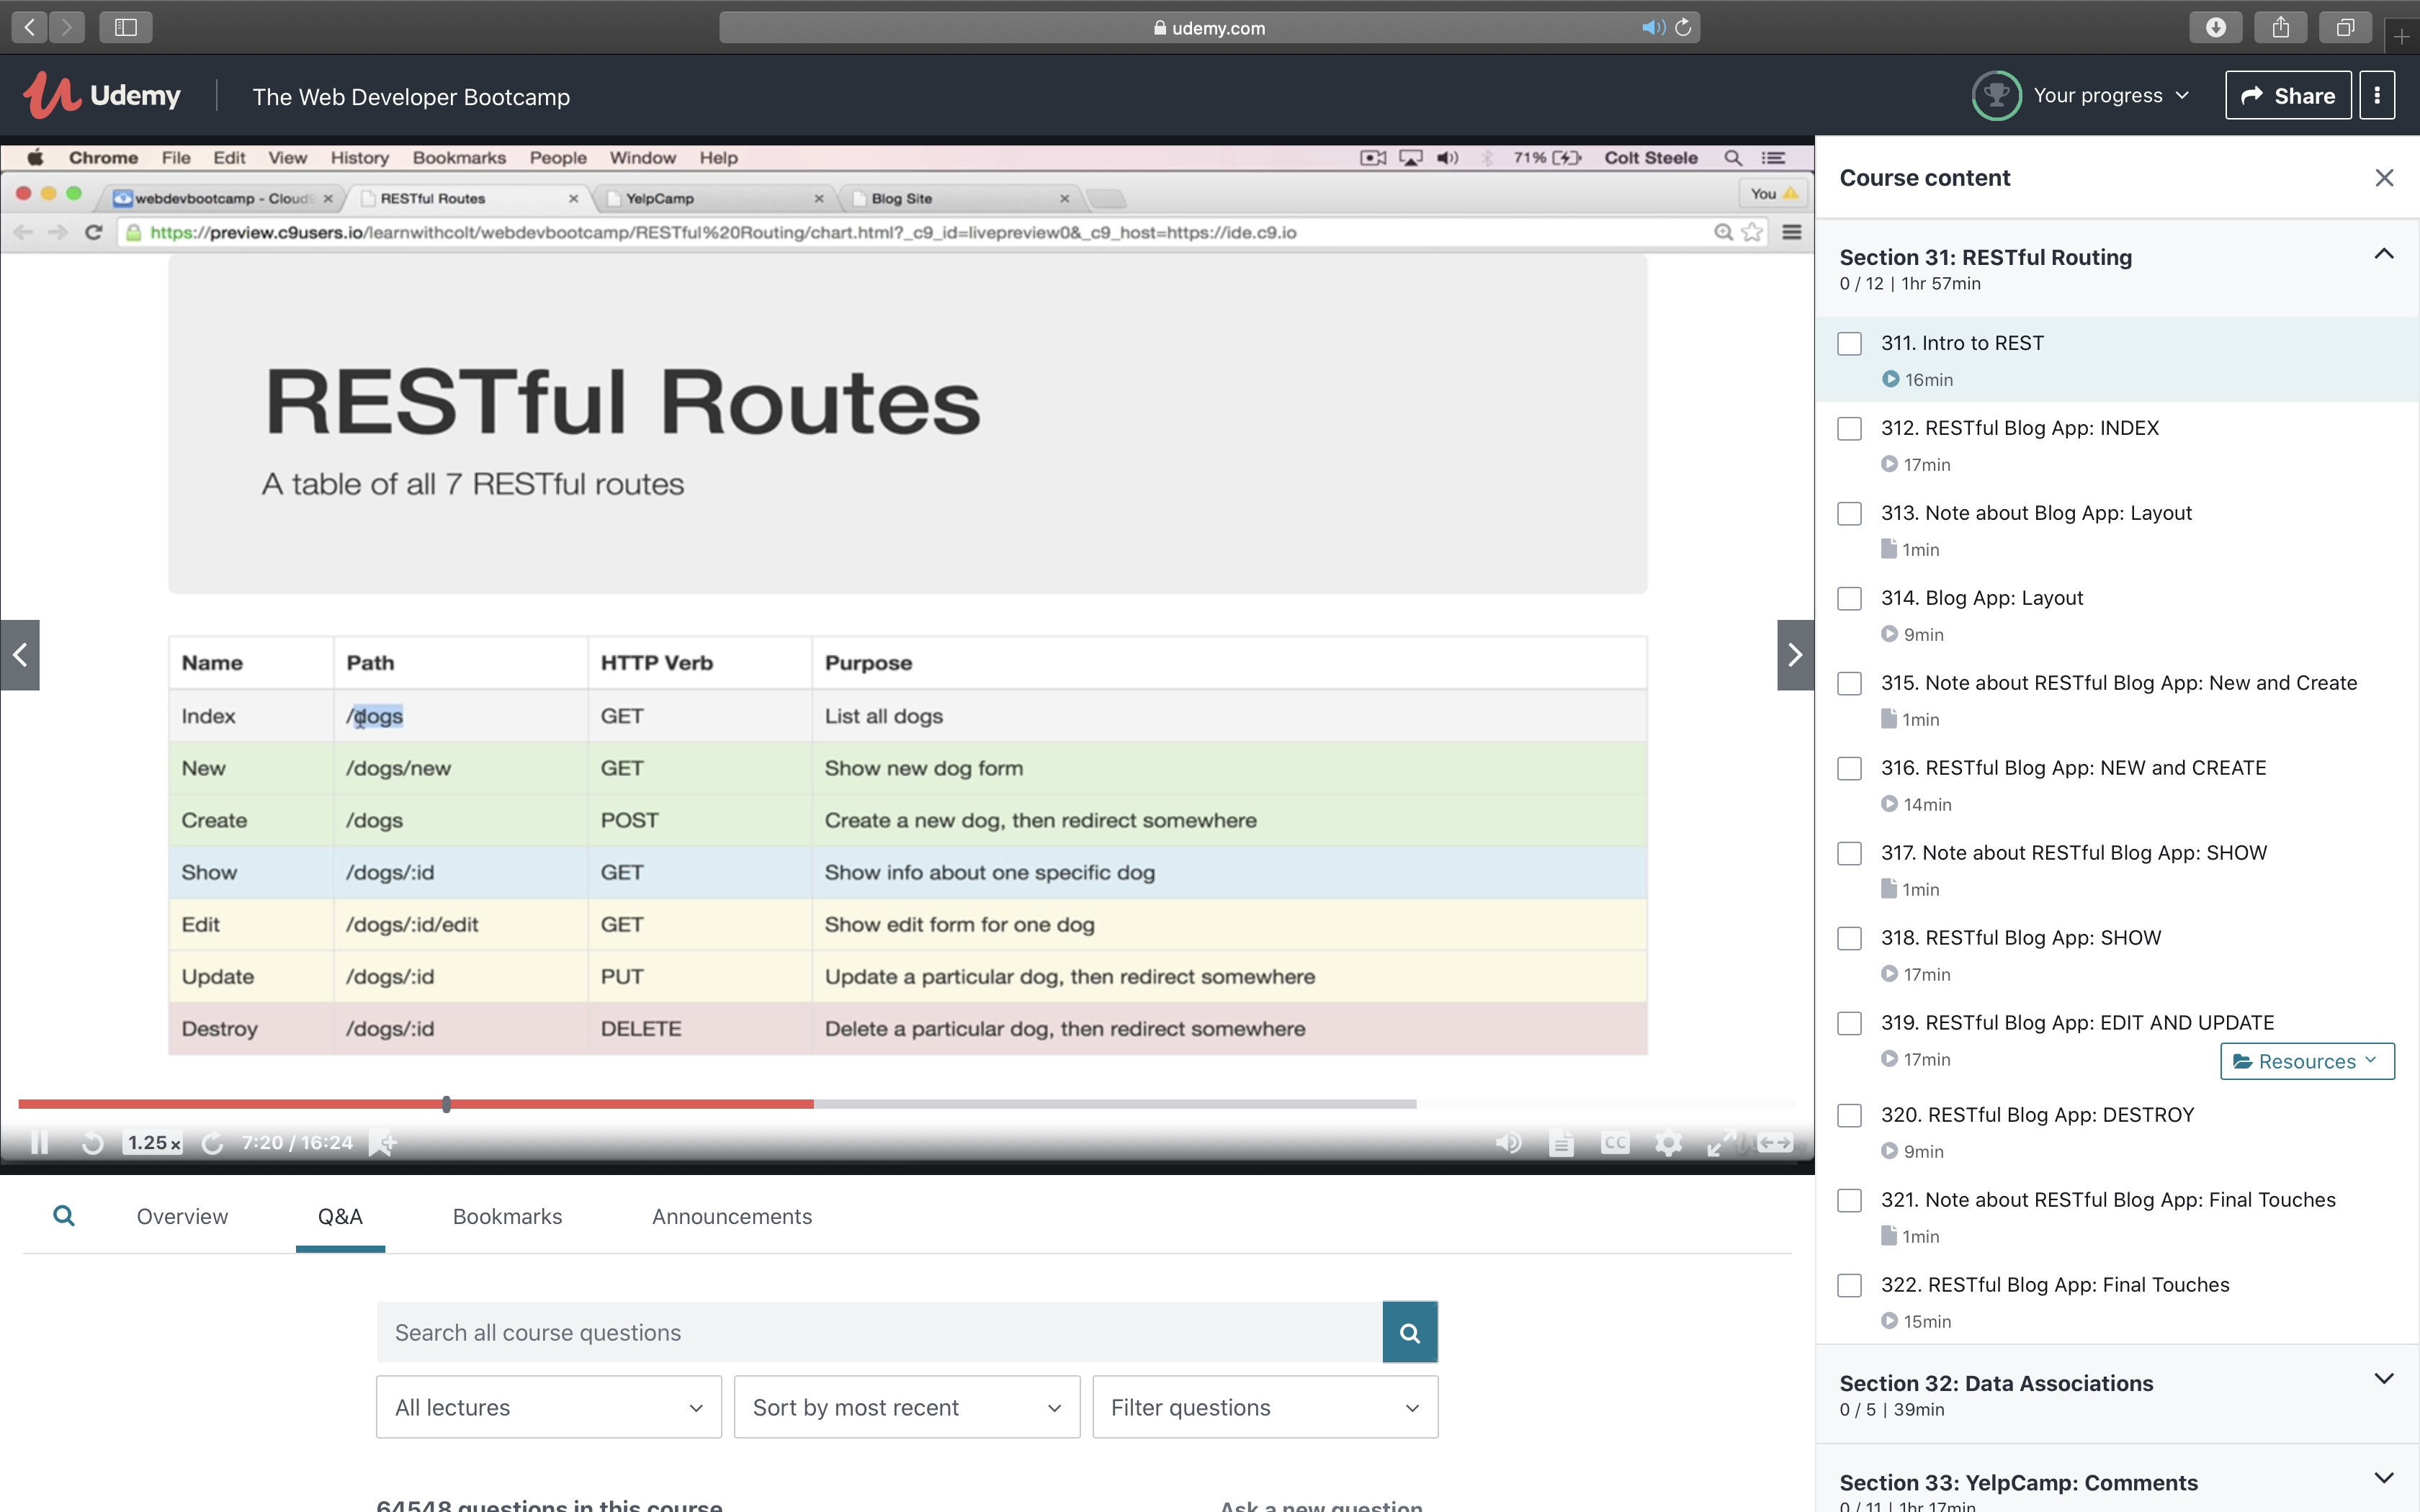 udemy.com
Udemy
The Web Developer Bootcamp
Your progress
Share
Chrome File Edit View History Bookmarks People Window Help 71% Colt Steele
webdevbootcamp - Cloud9 RESTful Routes YelpCamp Blog Site You
https://preview.c9users.io/learnwithcolt/webdevbootcamp/RESTful%20Routing/chart.html?_c9_id=livepreview0&_c9_host=https://ide.c9.io
RESTful Routes
A table of all 7 RESTful routes
Name Path HTTP Verb Purpose
Index /dogs GET List all dogs
New /dogs/new GET Show new dog form
Create /dogs POST Create a new dog, then redirect somewhere
Show /dogs/:id GET Show info about one specific dog
Edit /dogs/:id/edit GET Show edit form for one dog
Update /dogs/:id PUT Update a particular dog, then redirect somewhere
Destroy /dogs/:id DELETE Delete a particular dog, then redirect somewhere
1.25x 7:20 / 16:24 CC
Overview Q&A Bookmarks Announcements
Search all course questions
All lectures Sort by most recent Filter questions
64548 questions in this course Ask a new question
Course content
Section 31: RESTful Routing
0 / 12 | 1hr 57min
311. Intro to REST
16min
312. RESTful Blog App: INDEX
17min
313. Note about Blog App: Layout
1min
314. Blog App: Layout
9min
315. Note about RESTful Blog App: New and Create
1min
316. RESTful Blog App: NEW and CREATE
14min
317. Note about RESTful Blog App: SHOW
1min
318. RESTful Blog App: SHOW
17min
319. RESTful Blog App: EDIT AND UPDATE
17min
Resources
320. RESTful Blog App: DESTROY
9min
321. Note about RESTful Blog App: Final Touches
1min
322. RESTful Blog App: Final Touches
15min
Section 32: Data Associations
0 / 5 | 39min
Section 33: YelpCamp: Comments
0 / 11 | 1hr 17min